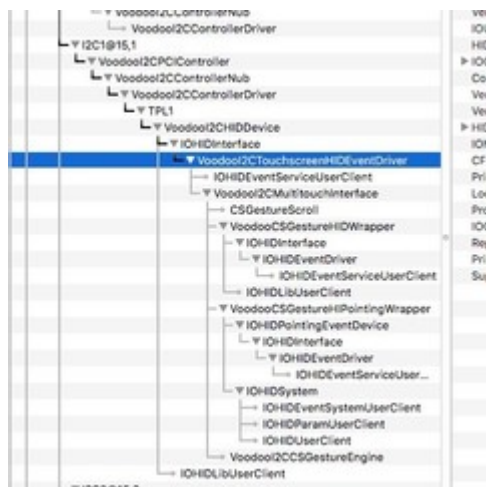 VoodooI2CControllerNub
VoodooI2CControllerDriver
I2C1@15,1
VoodooI2CPCIController
VoodooI2CControllerNub
VoodooI2CControllerDriver
TPL1
VoodooI2CHIDDevice
IOHIDInterface
VoodooI2CTouchscreenHIDEventDriver
IOHIDEventServiceUserClient
VoodooI2CMultitouchInterface
CSGestureScroll
VoodooCSGestureHIDWrapper
IOHIDInterface
IOHIDEventDriver
IOHIDEventServiceUserClient
IOHIDLibUserClient
VoodooCSGestureHIPointingWrapper
IOHIDPointingEventDevice
IOHIDInterface
IOHIDEventDriver
IOHIDEventServiceUser...
IOHIDSystem
IOHIDEventSystemUserClient
IOHIDParamUserClient
IOHIDUserClient
VoodooI2CCSGestureEngine
IOHIDLibUserClient